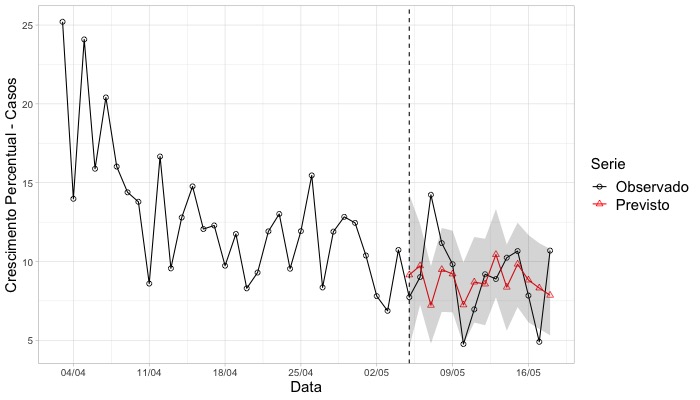 Crescimento Percentual - Casos
25
20
15
10
5
04/04 11/04 18/04 25/04 02/05 09/05 16/05
Data
Serie
Observado
Previsto